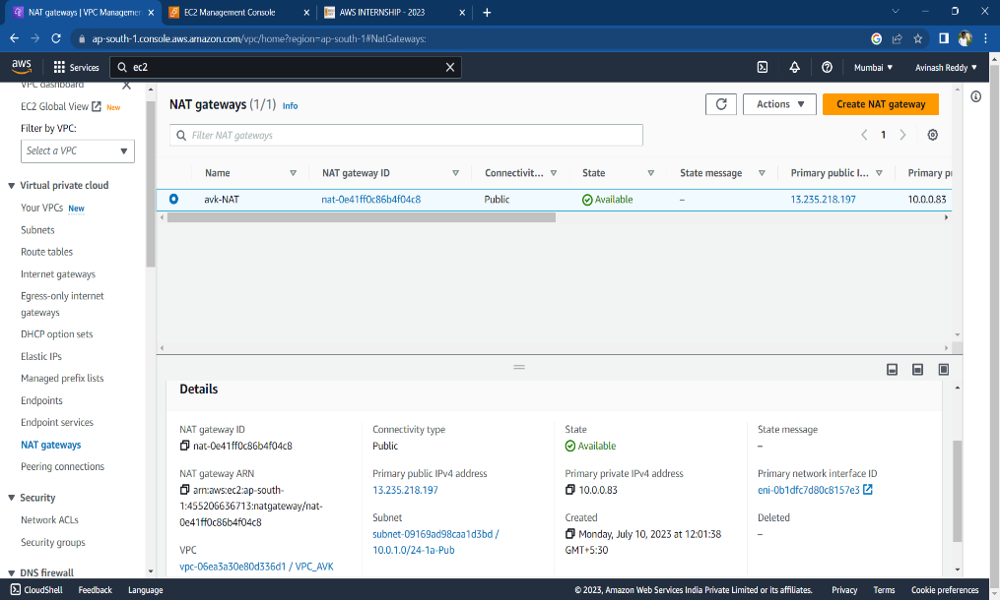 NAT gateways | VPC Managemen
EC2 Management Console
AWS INTERNSHIP - 2023
ap-south-1.console.aws.amazon.com/vpc/home?region=ap-south-1#NatGateways:
aws
Services
ec2
Mumbai
Avinash Reddy
VPC dashboard
EC2 Global View New
Filter by VPC:
Select a VPC
Virtual private cloud
Your VPCs New
Subnets
Route tables
Internet gateways
Egress-only internet
gateways
DHCP option sets
Elastic IPs
Managed prefix lists
Endpoints
Endpoint services
NAT gateways
Peering connections
Security
Network ACLs
Security groups
DNS firewall
NAT gateways (1/1) Info
Actions
Create NAT gateway
Filter NAT gateways
1
Name NAT gateway ID Connectivit... State State message Primary public I... Primary pr
avk-NAT nat-0e41ff0c86b4f04c8 Public Available – 13.235.218.197 10.0.0.83
Details
NAT gateway ID
nat-0e41ff0c86b4f04c8
Connectivity type
Public
State
Available
State message
–
NAT gateway ARN
arn:aws:ec2:ap-south-
1:455206636713:natgateway/nat-
0e41ff0c86b4f04c8
Primary public IPv4 address
13.235.218.197
Primary private IPv4 address
10.0.0.83
Primary network interface ID
eni-0b1dfc7d80c8157e3
VPC
vpc-06ea3a30e80d336d1 / VPC_AVK
Subnet
subnet-09169ad98caa1d3bd /
10.0.1.0/24-1a-Pub
Created
Monday, July 10, 2023 at 12:01:38
GMT+5:30
Deleted
–
CloudShell Feedback Language
© 2023, Amazon Web Services India Private Limited or its affiliates. Privacy Terms Cookie preferences